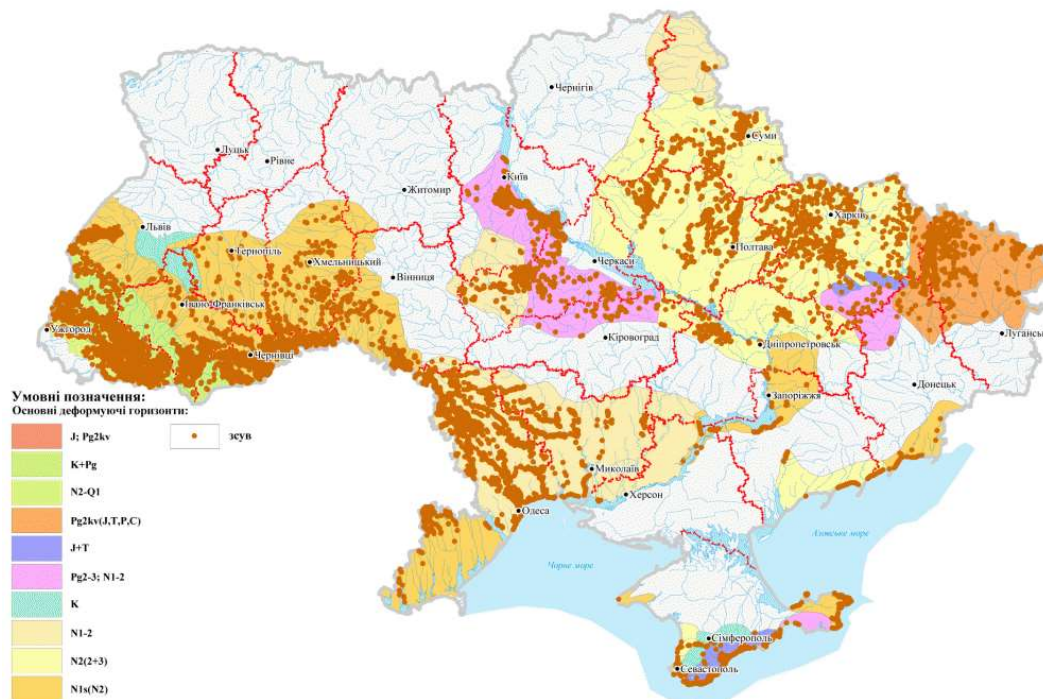 Чернігів
Суми
Луцьк
Рівне
Київ
Житомир
Харків
Львів
Полтава
Тернопіль
Хмельницький
Черкаси
Вінниця
Івано Франківськ
Ужгород
Кіровоград
Луганськ
Дніпропетровськ
Чернівці
Донецьк
Запоріжжя
Умовні позначення:
Основні деформуючі горизонти:
J; Pg2kv
зсув
K+Pg
Миколаїв
N2-Q1
Херсон
Одеса
Pg2kv(J,T,P,C)
Азовське море
J+T
Чорне море
Pg2-3; N1-2
K
N1-2
Сімферополь
N2(2+3)
Севастополь
N1s(N2)